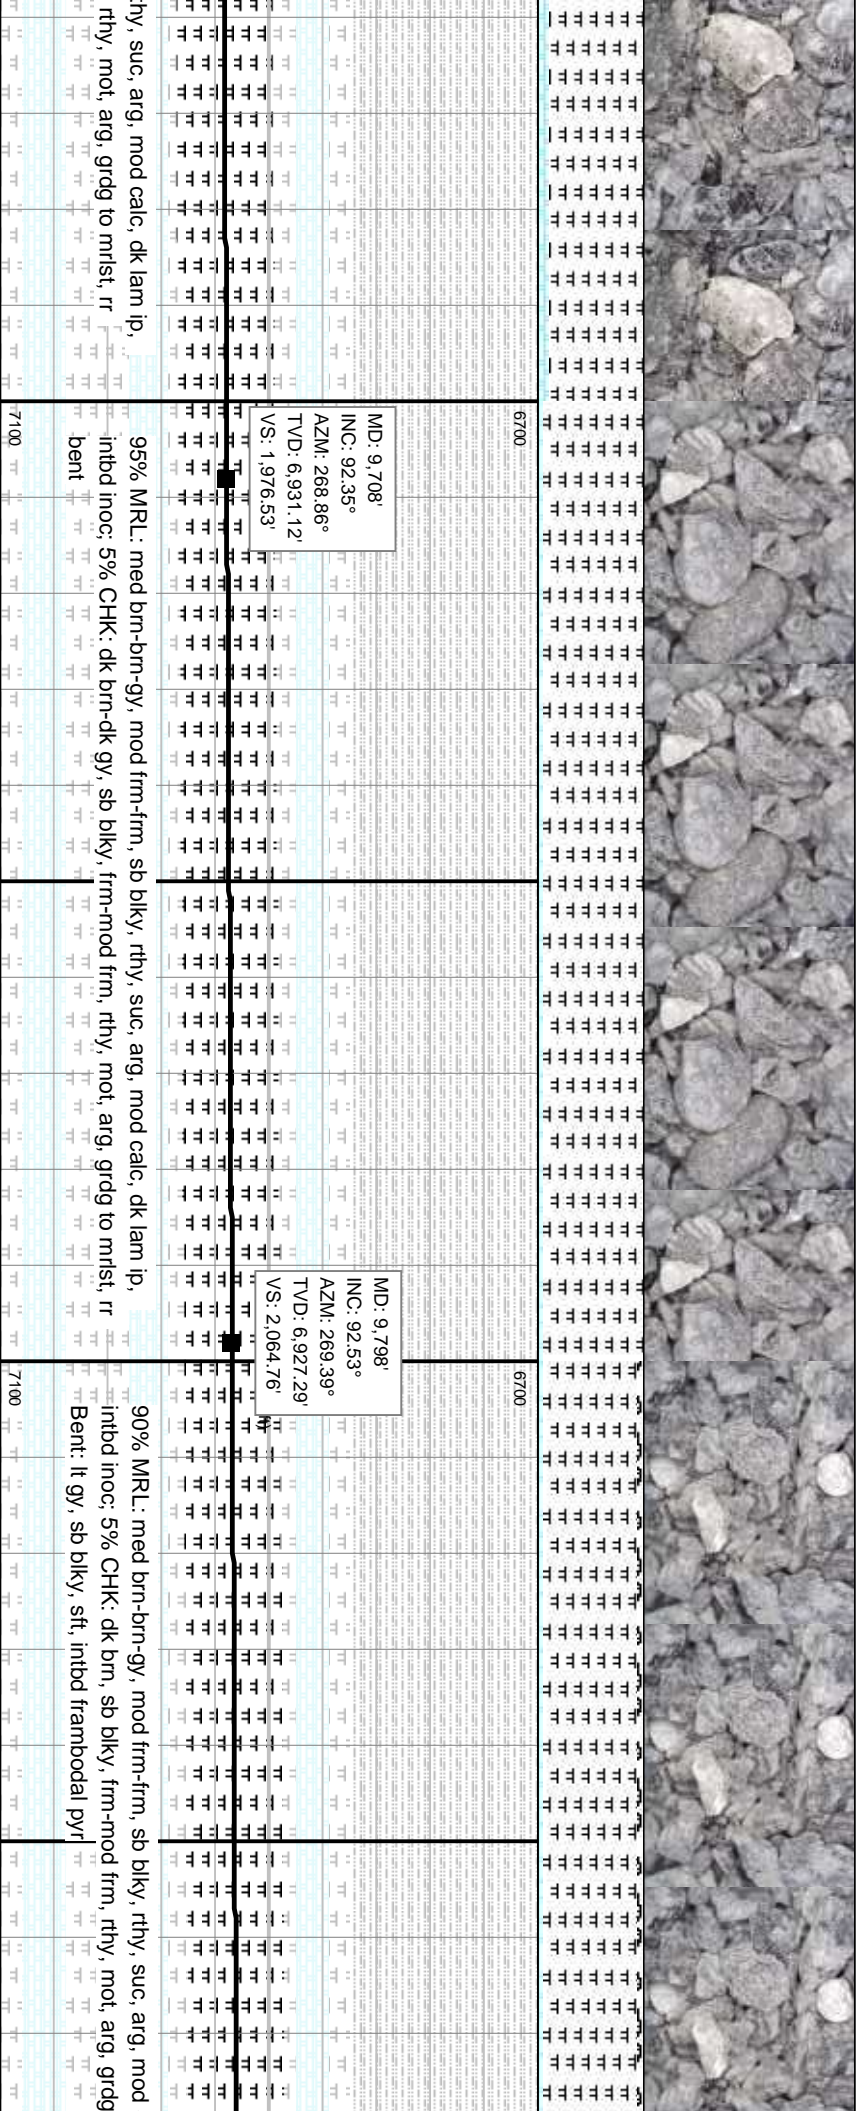 thy, suc, arg, mod calc, dk lam ip,
rthy, mot, arg, grdg to mrlst, rr
6700
7100
MD: 9,708'
INC: 92.35°
AZM: 268.86°
TVD: 6,931.12'
VS: 1,976.53'
95% MRL: med brn-brn-gy, mod frm-frm, sb blky, rthy, suc, arg, mod calc, dk lam ip,
intbd inoc; 5% CHK: dk brn-dk gy, sb blky, frm-mod frm, rthy, mot, arg, grdg to mrlst, rr
bent
MD: 9,798'
INC: 92.53°
AZM: 269.39°
TVD: 6,927.29'
VS: 2,064.76'
6700
7100
90% MRL: med brn-brn-gy, mod frm-frm, sb blky, rthy, suc, arg, mod
intbd inoc; 5% CHK: dk brn, sb blky, frm-mod frm, rthy, mot, arg, grdg
Bent: lt gy, sb blky, sft, intbd frambodal pyr